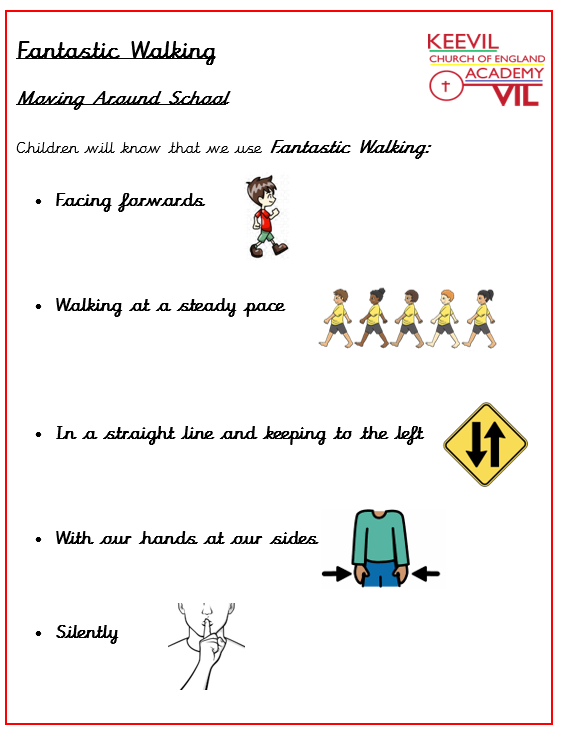 Fantastic Walking
KEEVIL
CHURCH OF ENGLAND
ACADEMY
VIL
Moving Around School
Children will know that we use Fantastic Walking:
• Facing forwards
• Walking at a steady pace
• In a straight line and keeping to the left
• With our hands at our sides
• Silently